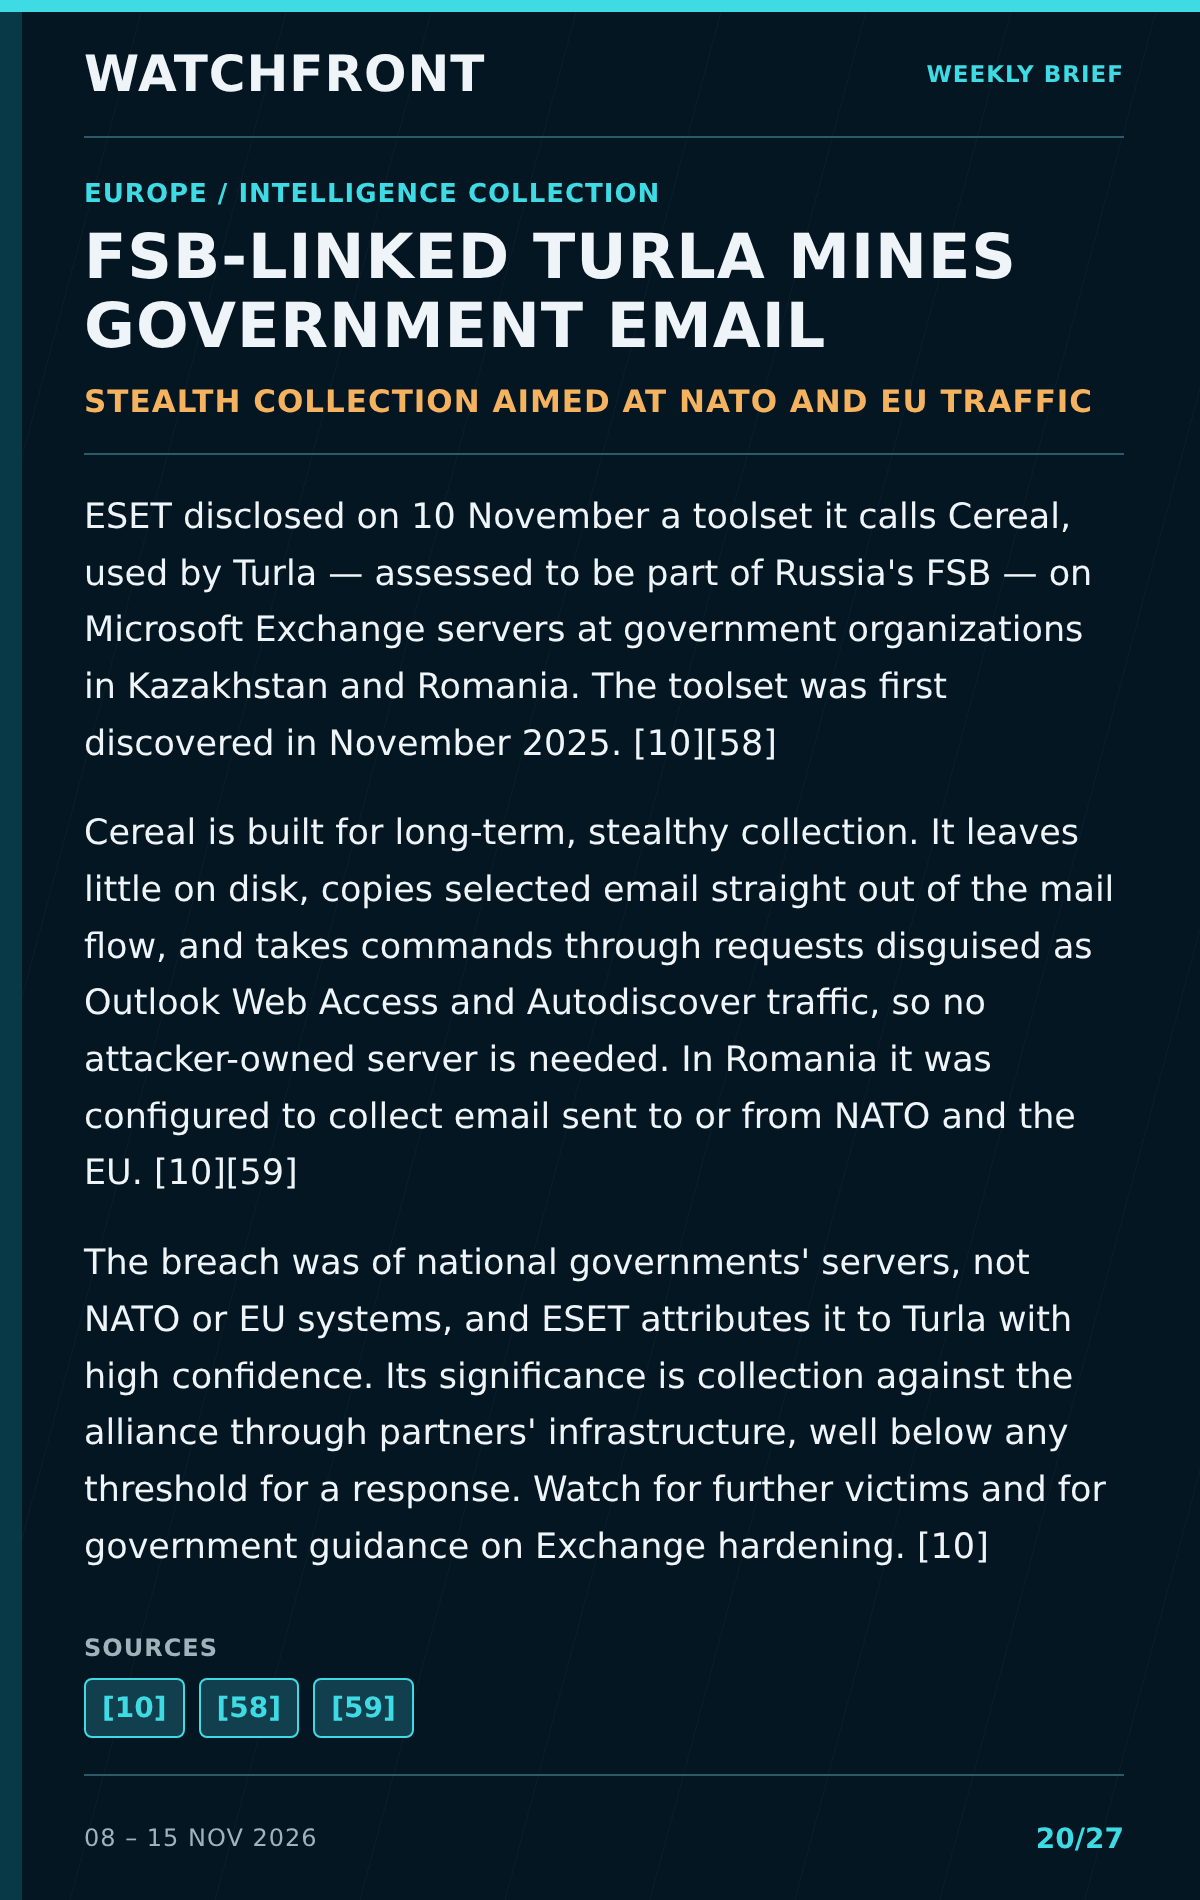 WATCHFRONT
WEEKLY BRIEF
EUROPE / INTELLIGENCE COLLECTION
FSB-LINKED TURLA MINES
GOVERNMENT EMAIL
STEALTH COLLECTION AIMED AT NATO AND EU TRAFFIC
ESET disclosed on 10 November a toolset it calls Cereal,
used by Turla — assessed to be part of Russia's FSB — on
Microsoft Exchange servers at government organizations
in Kazakhstan and Romania. The toolset was first
discovered in November 2025. [10][58]
Cereal is built for long-term, stealthy collection. It leaves
little on disk, copies selected email straight out of the mail
flow, and takes commands through requests disguised as
Outlook Web Access and Autodiscover traffic, so no
attacker-owned server is needed. In Romania it was
configured to collect email sent to or from NATO and the
EU. [10][59]
The breach was of national governments' servers, not
NATO or EU systems, and ESET attributes it to Turla with
high confidence. Its significance is collection against the
alliance through partners' infrastructure, well below any
threshold for a response. Watch for further victims and for
government guidance on Exchange hardening. [10]
SOURCES
[10] [58] [59]
08 – 15 NOV 2026
20/27